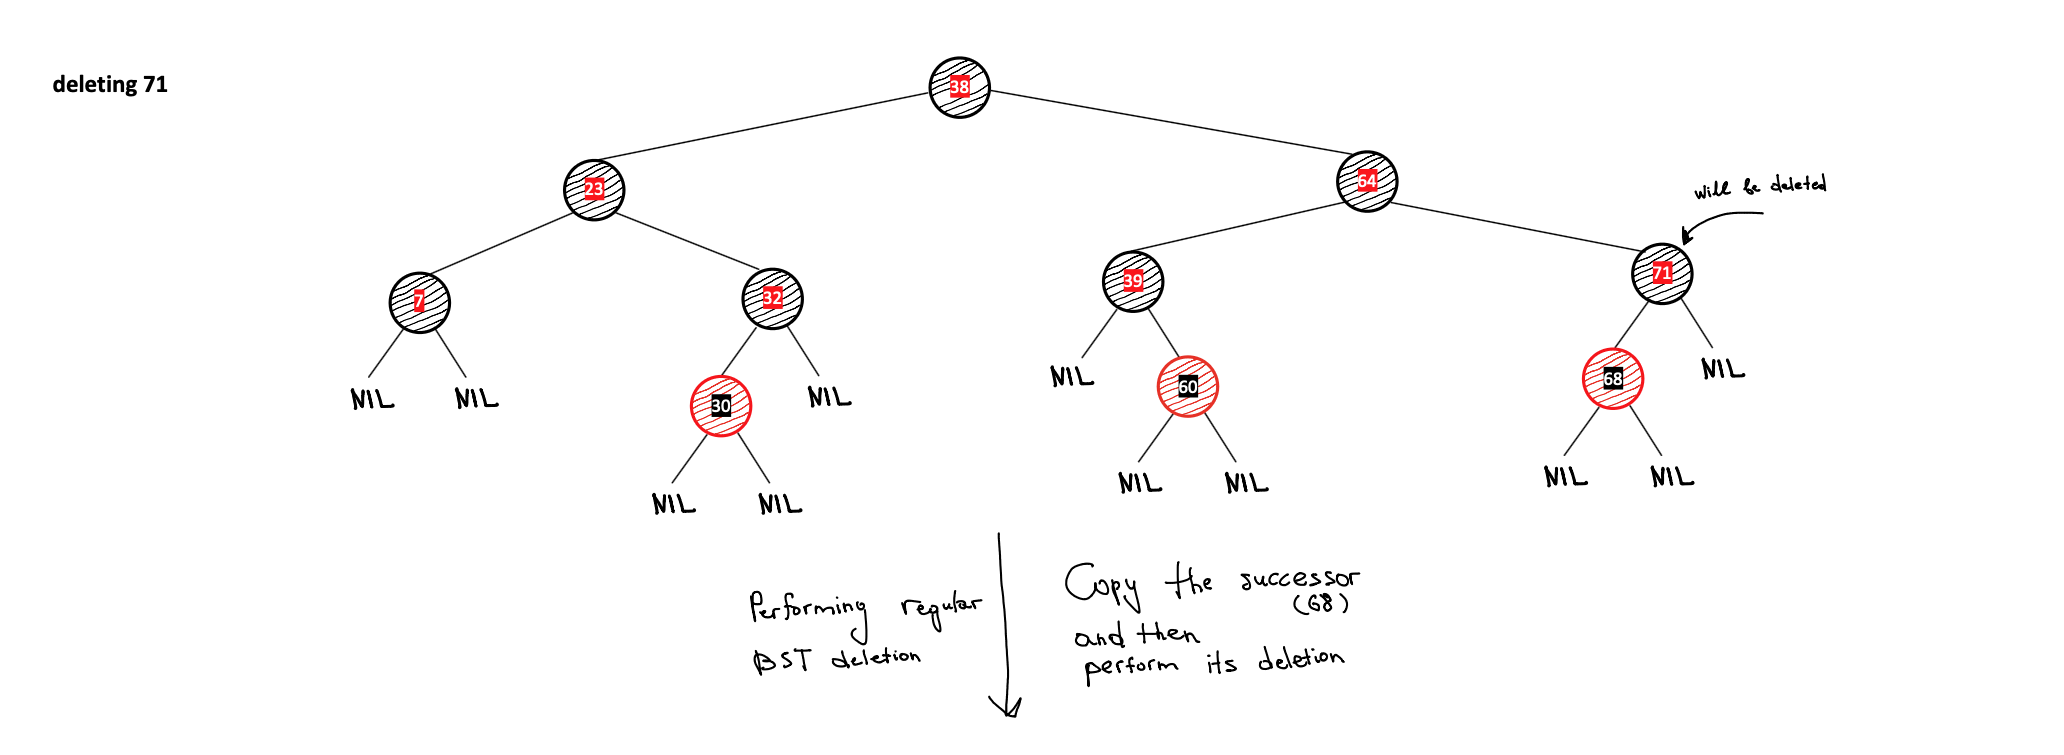 deleting 71
38
23
64
will be deleted
7
32
39
71
NIL
NIL
30
NIL
NIL
60
68
NIL
NIL
NIL
NIL
NIL
NIL
NIL
Performing regular
BST deletion
Copy the successor
(68)
and then
perform its deletion